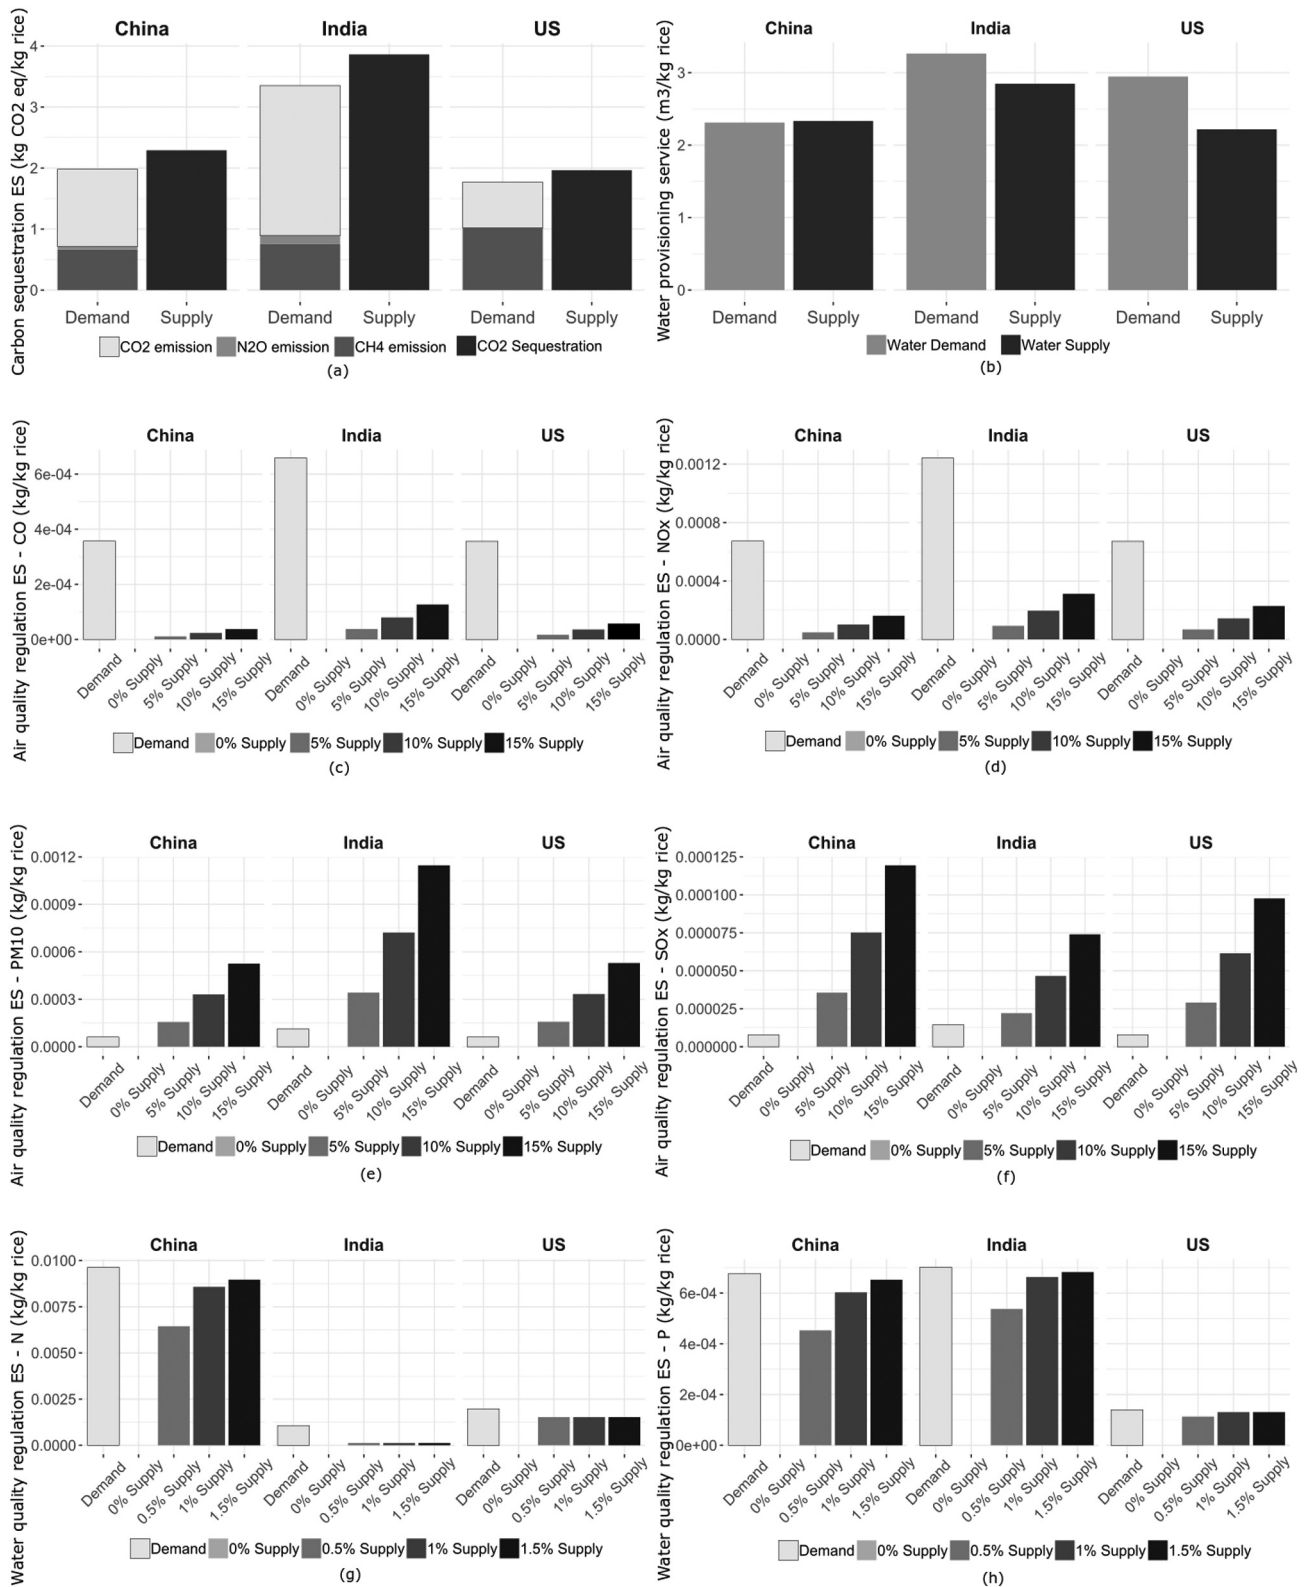 China India US
Carbon sequestration ES (kg CO2 eq/kg rice)
4
3
2
1
0
Demand Supply Demand Supply Demand Supply
CO2 emission N2O emission CH4 emission CO2 Sequestration
(a)
China India US
Water provisioning service (m3/kg rice)
3
2
1
0
Demand Supply Demand Supply Demand Supply
Water Demand Water Supply
(b)
China India US
Air quality regulation ES - CO (kg/kg rice)
6e-04
4e-04
2e-04
0e+00
Demand 0% Supply 5% Supply 10% Supply 15% Supply Demand 0% Supply 5% Supply 10% Supply 15% Supply Demand 0% Supply 5% Supply 10% Supply 15% Supply
Demand 0% Supply 5% Supply 10% Supply 15% Supply
(c)
China India US
Air quality regulation ES - NOx (kg/kg rice)
0.0012
0.0008
0.0004
0.0000
Demand 0% Supply 5% Supply 10% Supply 15% Supply Demand 0% Supply 5% Supply 10% Supply 15% Supply Demand 0% Supply 5% Supply 10% Supply 15% Supply
Demand 0% Supply 5% Supply 10% Supply 15% Supply
(d)
China India US
Air quality regulation ES - PM10 (kg/kg rice)
0.0012
0.0009
0.0006
0.0003
0.0000
Demand 0% Supply 5% Supply 10% Supply 15% Supply Demand 0% Supply 5% Supply 10% Supply 15% Supply Demand 0% Supply 5% Supply 10% Supply 15% Supply
Demand 0% Supply 5% Supply 10% Supply 15% Supply
(e)
China India US
Air quality regulation ES - SOx (kg/kg rice)
0.000125
0.000100
0.000075
0.000050
0.000025
0.000000
Demand 0% Supply 5% Supply 10% Supply 15% Supply Demand 0% Supply 5% Supply 10% Supply 15% Supply Demand 0% Supply 5% Supply 10% Supply 15% Supply
Demand 0% Supply 5% Supply 10% Supply 15% Supply
(f)
China India US
Water quality regulation ES - N (kg/kg rice)
0.0100
0.0075
0.0050
0.0025
0.0000
Demand 0% Supply 0.5% Supply 1% Supply 1.5% Supply Demand 0% Supply 0.5% Supply 1% Supply 1.5% Supply Demand 0% Supply 0.5% Supply 1% Supply 1.5% Supply
Demand 0% Supply 0.5% Supply 1% Supply 1.5% Supply
(g)
China India US
Water quality regulation ES - P (kg/kg rice)
6e-04
4e-04
2e-04
0e+00
Demand 0% Supply 0.5% Supply 1% Supply 1.5% Supply Demand 0% Supply 0.5% Supply 1% Supply 1.5% Supply Demand 0% Supply 0.5% Supply 1% Supply 1.5% Supply
Demand 0% Supply 0.5% Supply 1% Supply 1.5% Supply
(h)